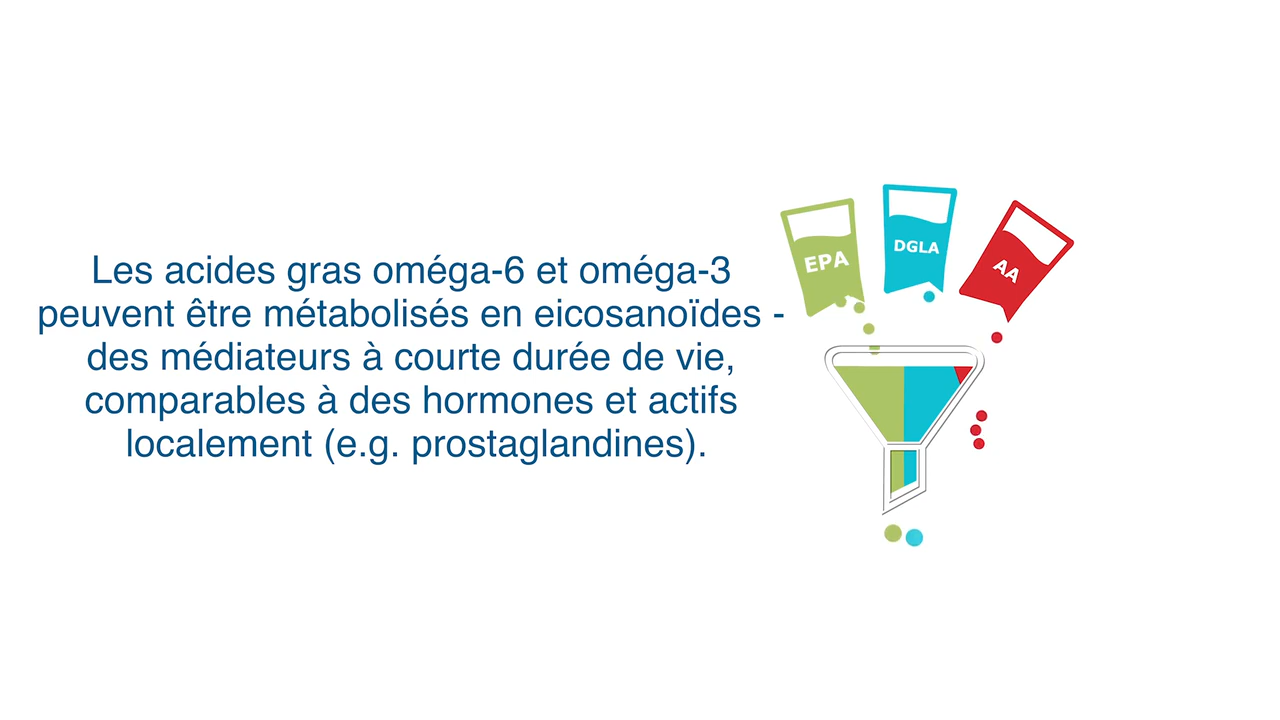 Les acides gras oméga-6 et oméga-3
peuvent être métabolisés en eicosanoïdes -
des médiateurs à courte durée de vie,
comparables à des hormones et actifs
localement (e.g. prostaglandines).
EPA
DGLA
AA